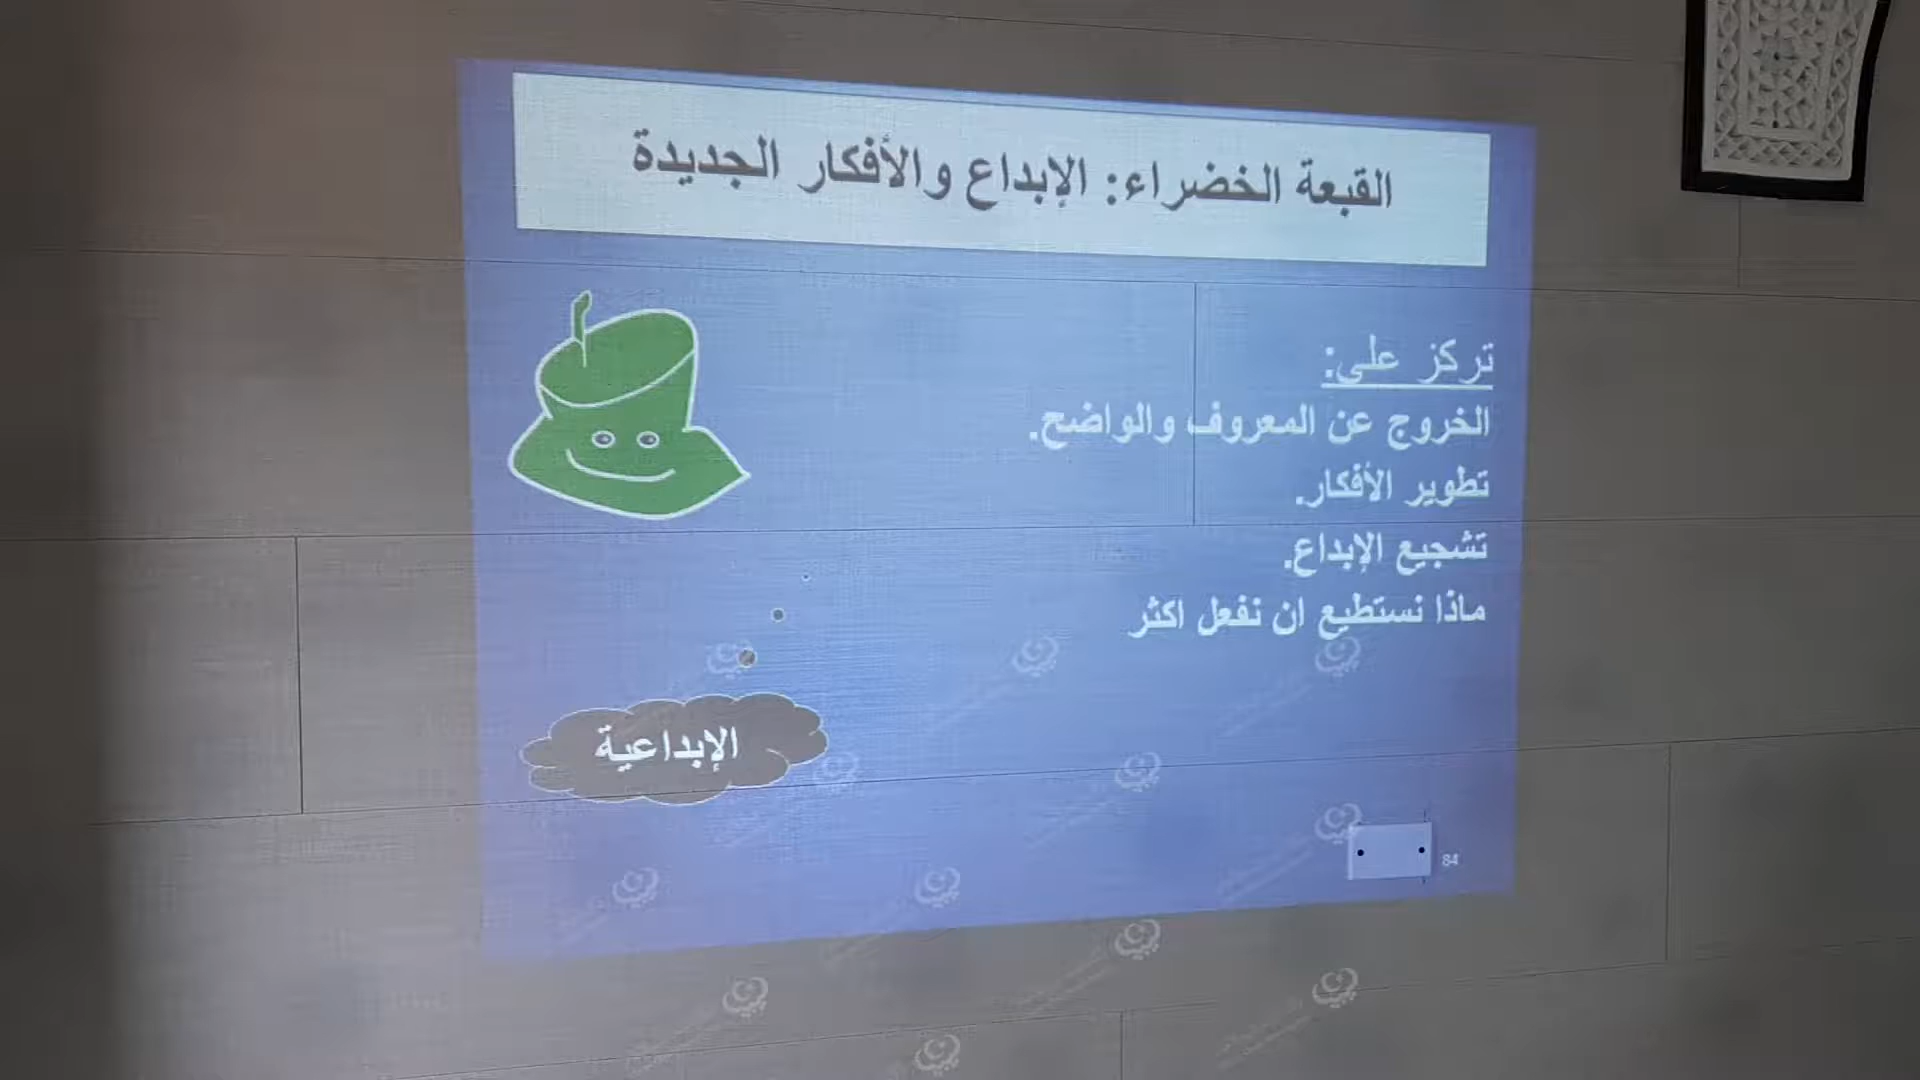 القبعة الخضراء: الإبداع والأفكار الجديدة
تركز على:
الخروج عن المعروف والواضح.
تطوير الأفكار.
تشجيع الإبداع.
ماذا نستطيع ان نفعل اكثر
الإبداعية
84